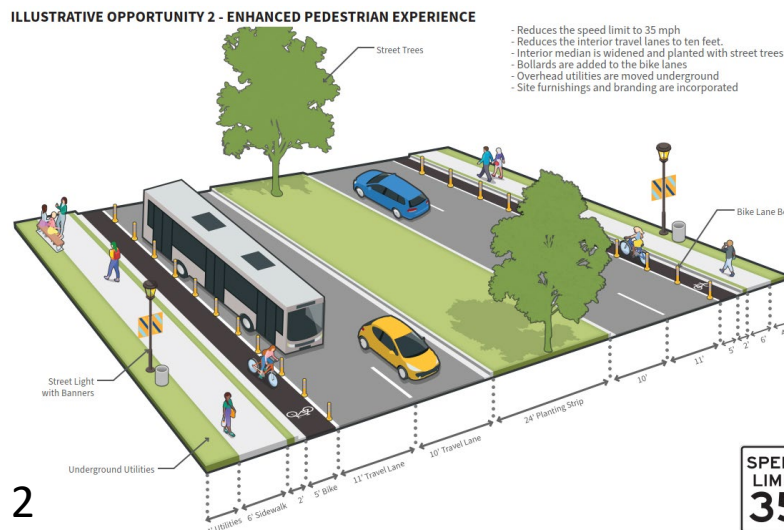 ILLUSTRATIVE OPPORTUNITY 2 - ENHANCED PEDESTRIAN EXPERIENCE
- Reduces the speed limit to 35 mph
- Reduces the interior travel lanes to ten feet.
- Interior median is widened and planted with street trees
- Bollards are added to the bike lanes
- Overhead utilities are moved underground
- Site furnishings and branding are incorporated
Street Trees
Bike Lane
Street Light
with Banners
Underground Utilities
Utilities
6' Sidewalk
2'
5' Bike
11' Travel Lane
10' Travel Lane
24' Planting Strip
10'
11'
5'
2'
6'
2
LIM
35